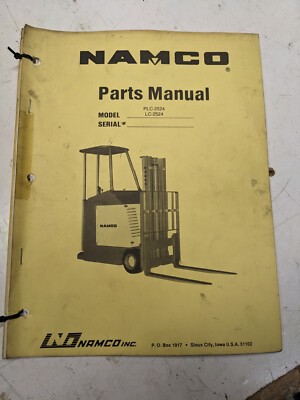 NAMCO®
Parts Manual
PLC-2524
MODEL LC-2524
SERIAL #
NAMCO
NAMCO INC.
P. O. Box 1917 • Sioux City, Iowa U.S.A. 51102